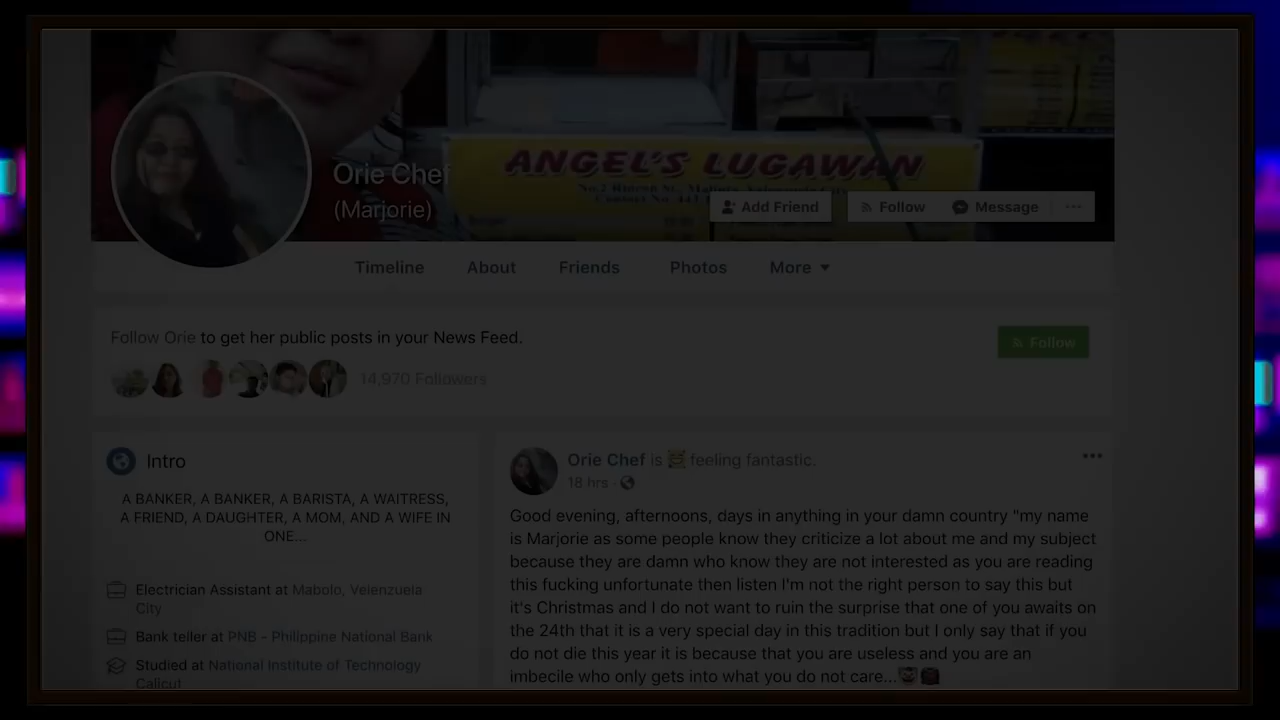 ANGEL'S LUGAWAN
Orie Chef
(Marjorie)
Add Friend
Follow
Message
Timeline
About
Friends
Photos
More
Follow Orie to get her public posts in your News Feed.
Follow
14,970 Followers
Intro
A BANKER, A BANKER, A BARISTA, A WAITRESS,
A FRIEND, A DAUGHTER, A MOM, AND A WIFE IN
ONE...
Electrician Assistant at Mabolo, Velenzuela
City
Bank teller at PNB - Philippine National Bank
Studied at National Institute of Technology
Calicut
Orie Chef is feeling fantastic.
18 hrs
Good evening, afternoons, days in anything in your damn country "my name
is Marjorie as some people know they criticize a lot about me and my subject
because they are damn who know they are not interested as you are reading
this fucking unfortunate then listen I'm not the right person to say this but
it's Christmas and I do not want to ruin the surprise that one of you awaits on
the 24th that it is a very special day in this tradition but I only say that if you
do not die this year it is because that you are useless and you are an
imbecile who only gets into what you do not care...